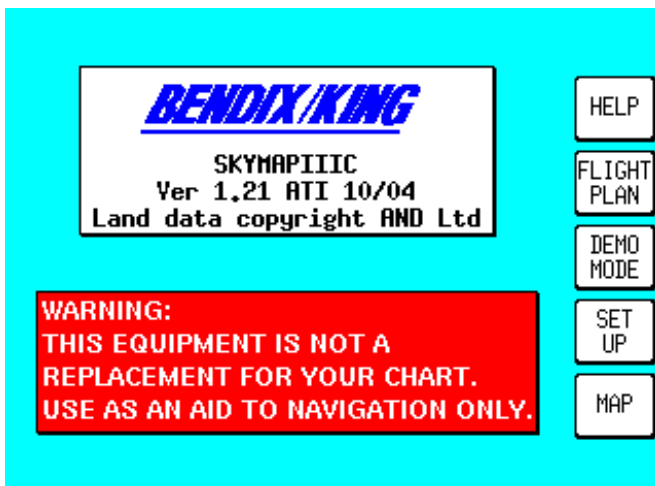 BENDIX/KING
SKYMAPIIIC
Ver 1.21 ATI 10/04
Land data copyright AND Ltd
WARNING:
THIS EQUIPMENT IS NOT A
REPLACEMENT FOR YOUR CHART.
USE AS AN AID TO NAVIGATION ONLY.
HELP
FLIGHT
PLAN
DEMO
MODE
SET
UP
MAP